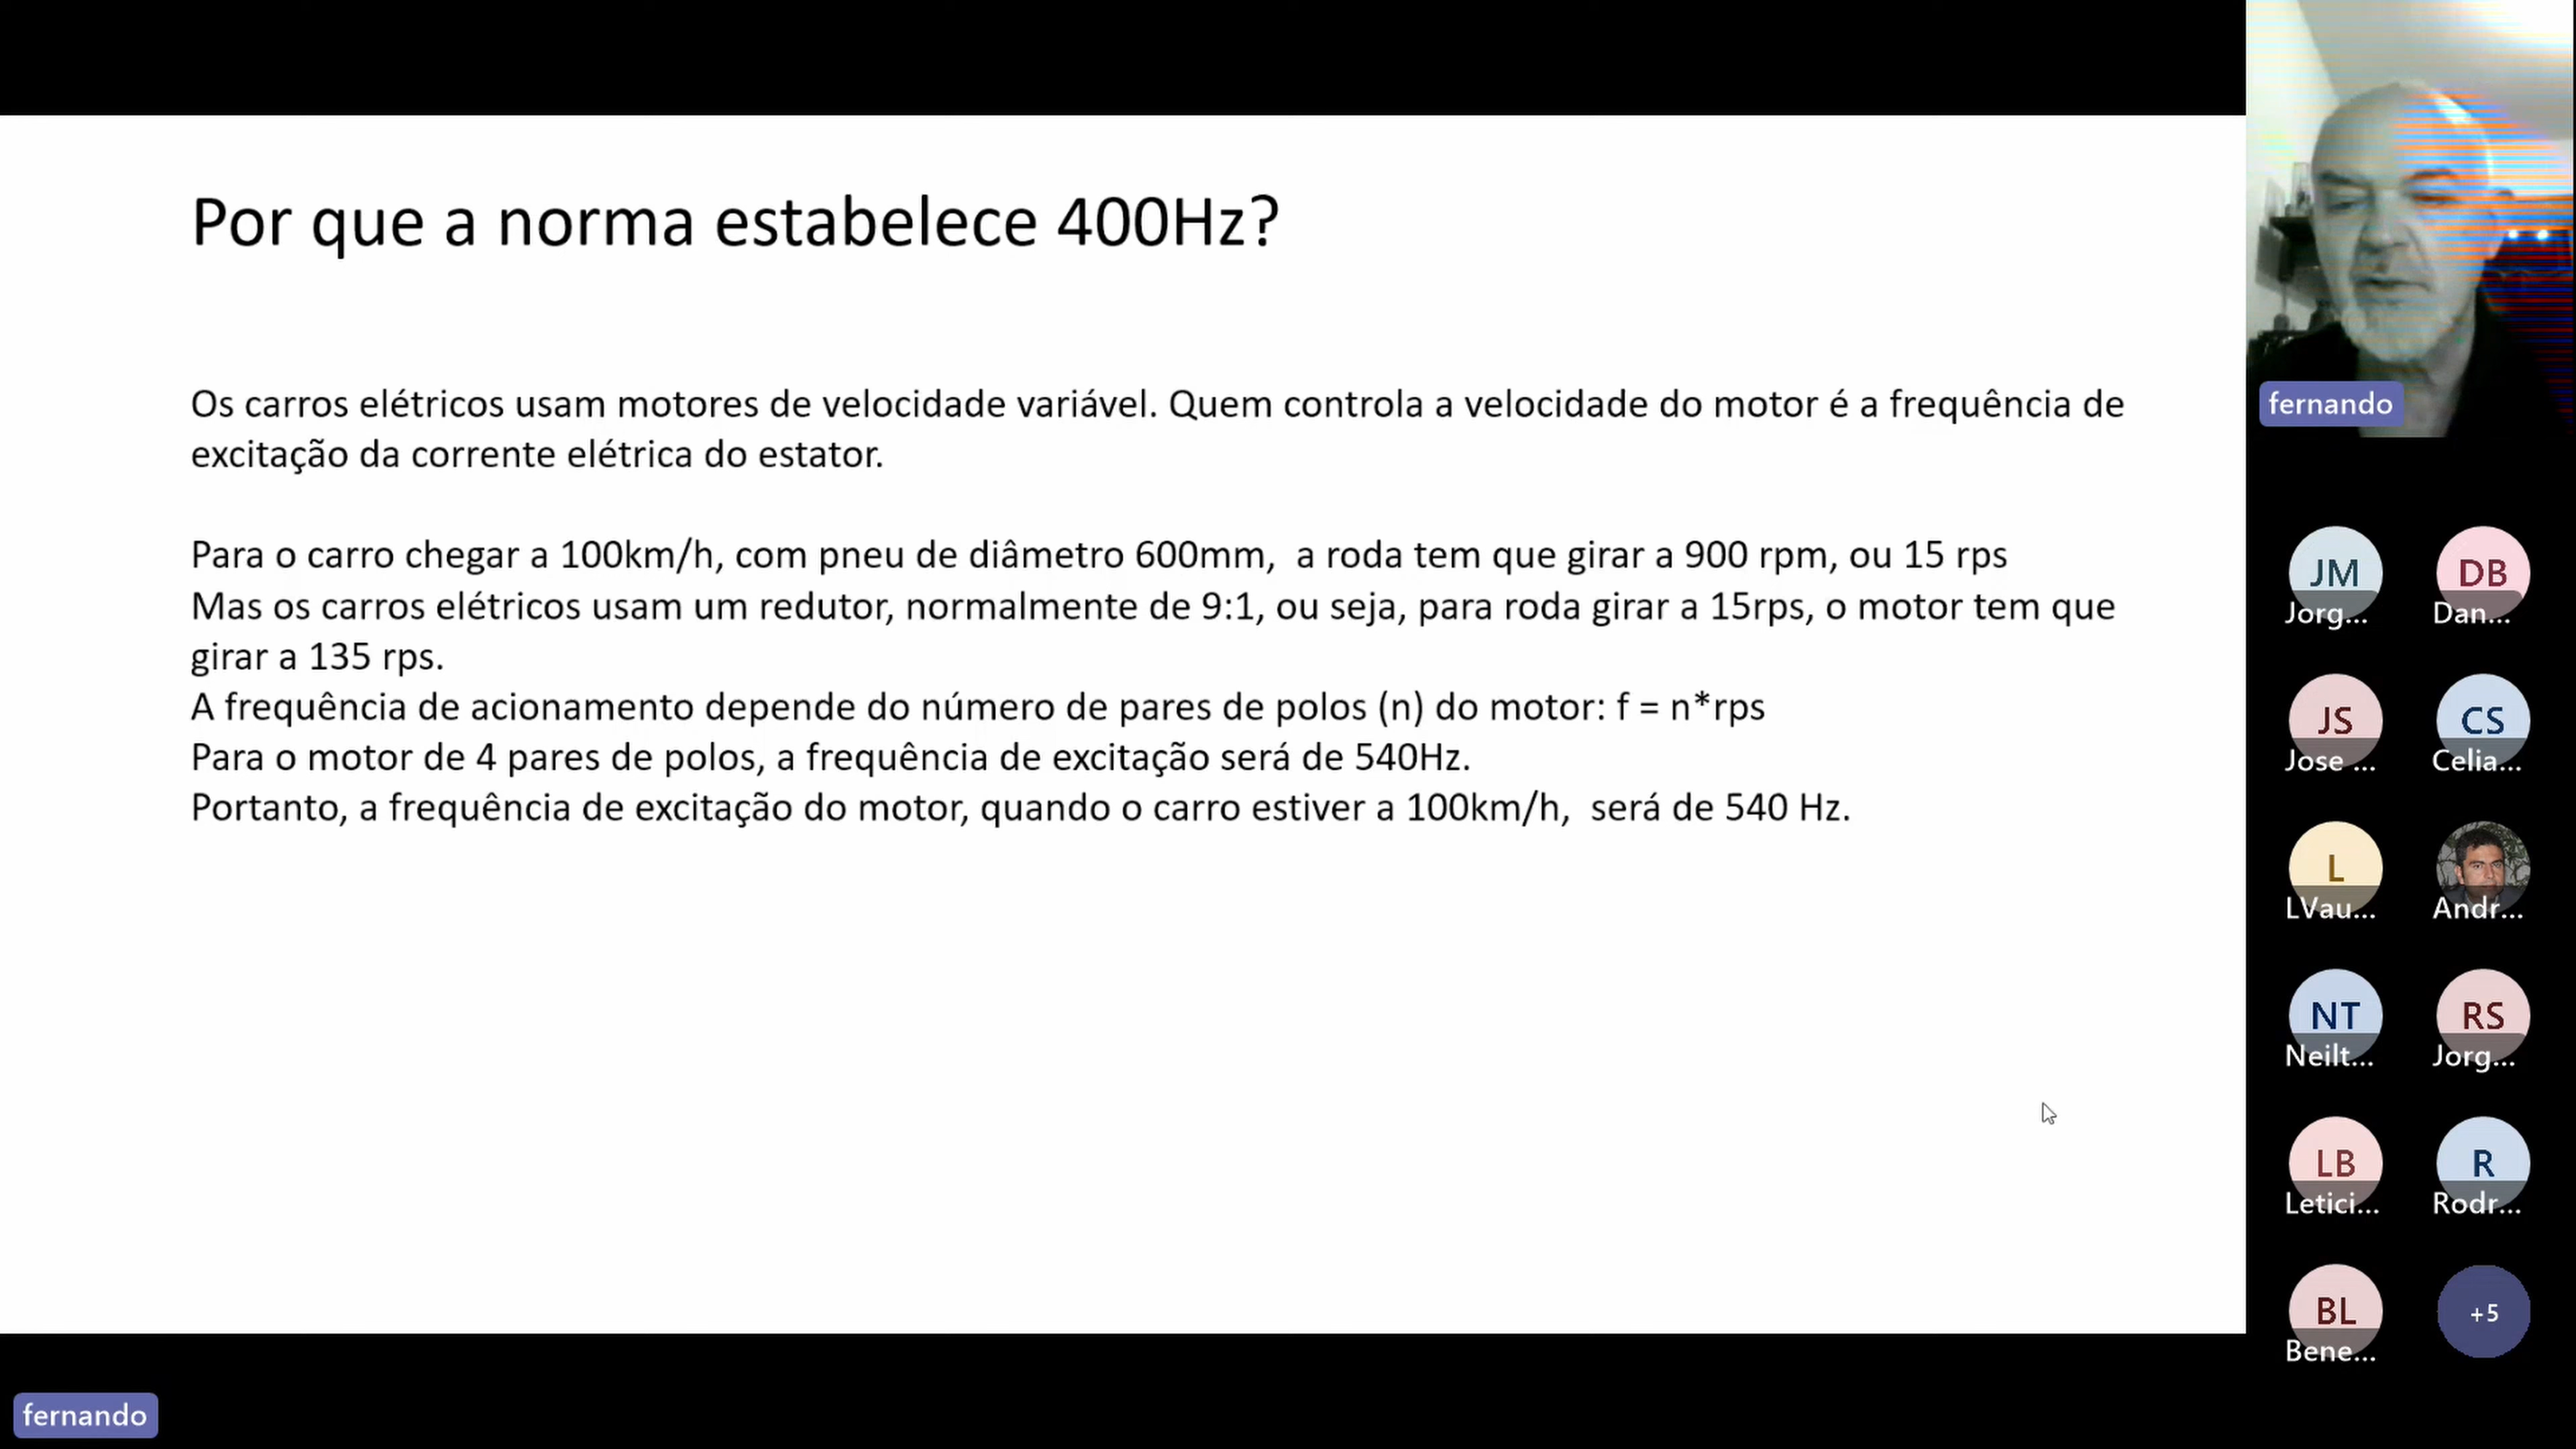 Por que a norma estabelece 400Hz?
Os carros elétricos usam motores de velocidade variável. Quem controla a velocidade do motor é a frequência de
excitação da corrente elétrica do estator.
Para o carro chegar a 100km/h, com pneu de diâmetro 600mm,  a roda tem que girar a 900 rpm, ou 15 rps
Mas os carros elétricos usam um redutor, normalmente de 9:1, ou seja, para roda girar a 15rps, o motor tem que
girar a 135 rps.
A frequência de acionamento depende do número de pares de polos (n) do motor: f = n*rps
Para o motor de 4 pares de polos, a frequência de excitação será de 540Hz.
Portanto, a frequência de excitação do motor, quando o carro estiver a 100km/h,  será de 540 Hz.
fernando
JM
Jorg...
DB
Dan...
JS
Jose ...
CS
Celia...
L
LVau...
Andr...
NT
Neilt...
RS
Jorg...
LB
Letici...
R
Rodr...
BL
Bene...
+5
fernando